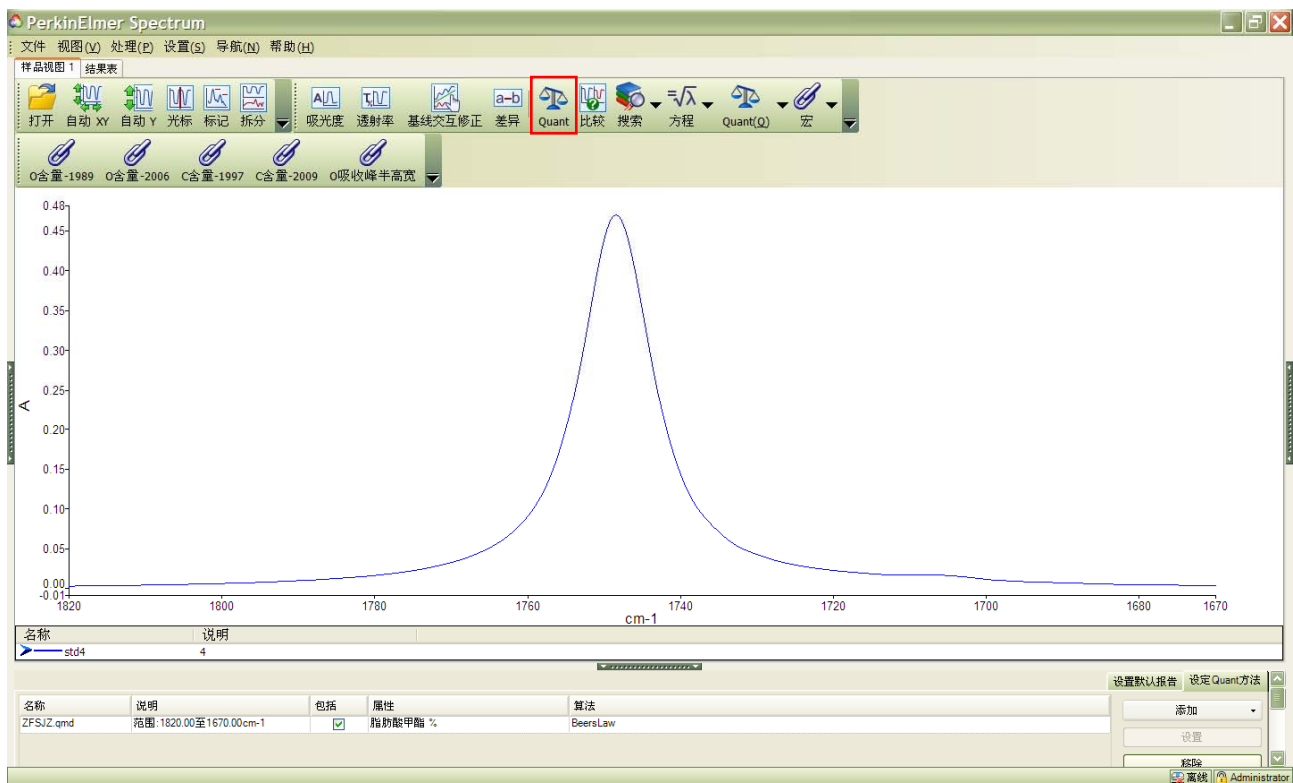 PerkinElmer Spectrum
文件 视图(V) 处理(P) 设置(S) 导航(N) 帮助(H)
样品视图 1 结果表
打开 自动 XY 自动 Y 光标 标记 拆分 吸光度 透射率 基线交互修正 差异 Quant 比较 搜索 方程 Quant(Q) 宏
O含量-1989 O含量-2006 C含量-1997 C含量-2009 O吸收峰半高宽
0.48
0.45
0.40
0.35
0.30
0.25
A
0.20
0.15
0.10
0.05
0.00
-0.01
1820 1800 1780 1760 1740 1720 1700 1680 1670
cm-1
名称 说明
std4 4
设置默认报告 设定Quant方法
名称 说明 包括 属性 算法 添加
ZFSJZ.qmd 范围:1820.00至1670.00cm-1 脂肪酸甲酯 % BeersLaw
设置
移除
离线 Administrator